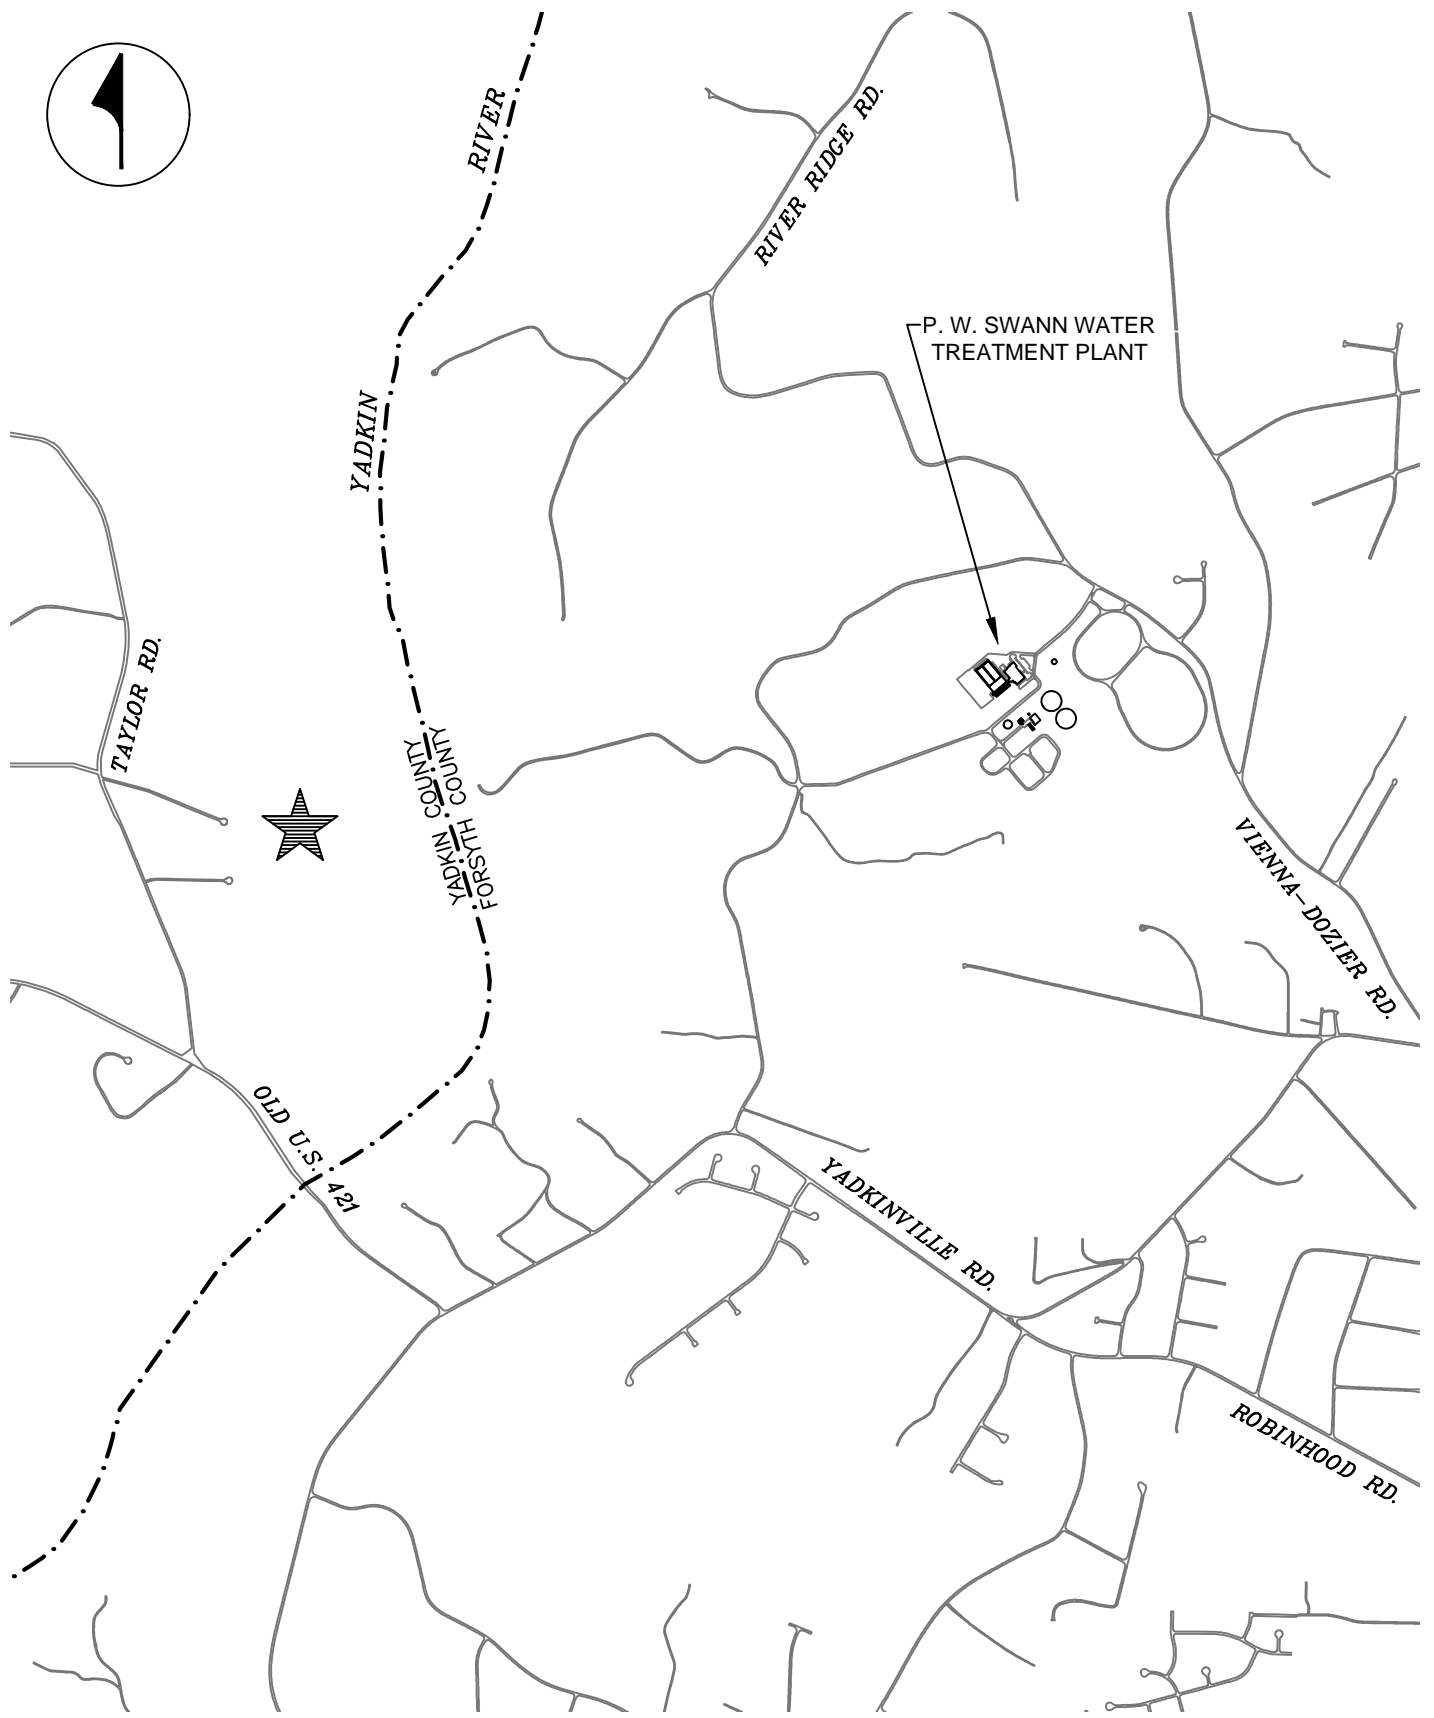 RIVER
RIVER RIDGE RD.
P. W. SWANN WATER
TREATMENT PLANT
YADKIN
TAYLOR RD.
YADKIN COUNTY
FORSYTH COUNTY
VIENNA-DOZIER RD.
OLD U.S. 421
YADKINVILLE RD.
ROBINHOOD RD.